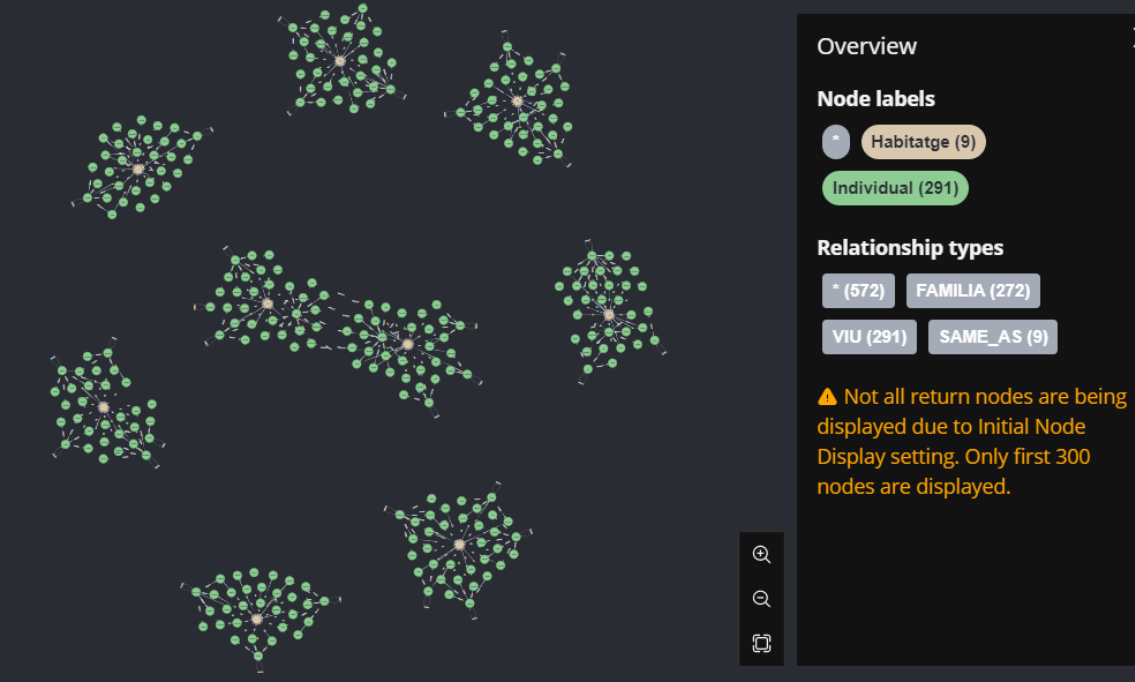 Overview
Node labels
* Habitatge (9)
Individual (291)
Relationship types
* (572) FAMILIA (272)
VIU (291) SAME_AS (9)
Not all return nodes are being
displayed due to Initial Node
Display setting. Only first 300
nodes are displayed.